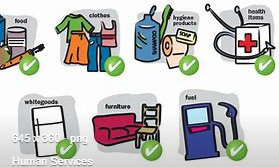 food
clothes
hygiene
products
health
items
SOAP
whitegoods
furniture
fuel
645 x 360 - png
Human Services